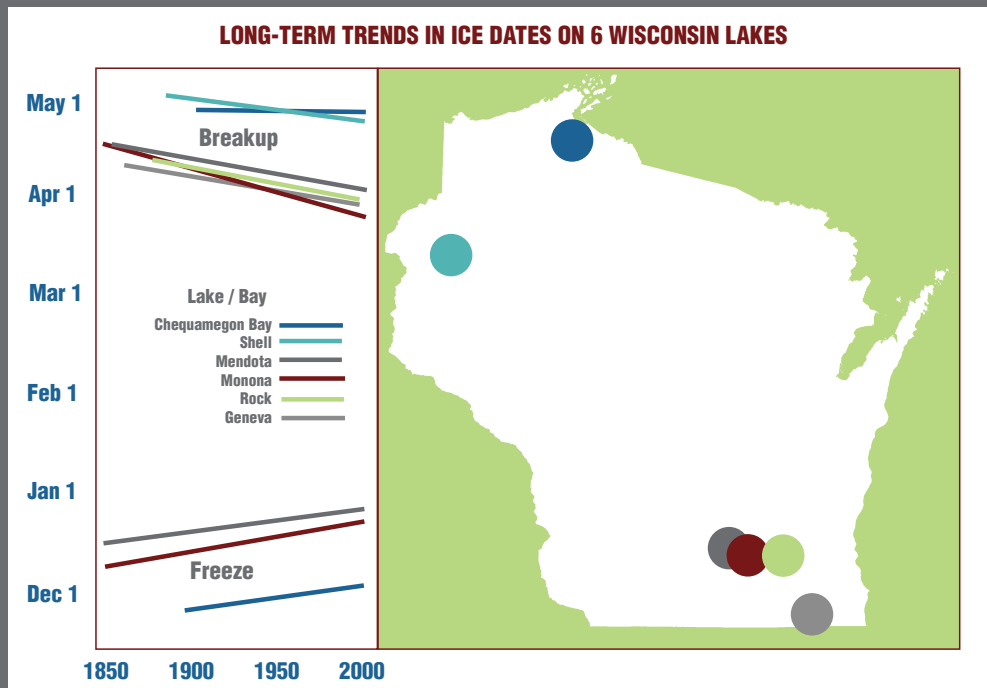 LONG-TERM TRENDS IN ICE DATES ON 6 WISCONSIN LAKES
May 1
Breakup
Apr 1
Mar 1
Lake / Bay
Chequamegon Bay
Shell
Mendota
Monona
Feb 1
Rock
Geneva
Jan 1
Freeze
Dec 1
1850 1900 1950 2000